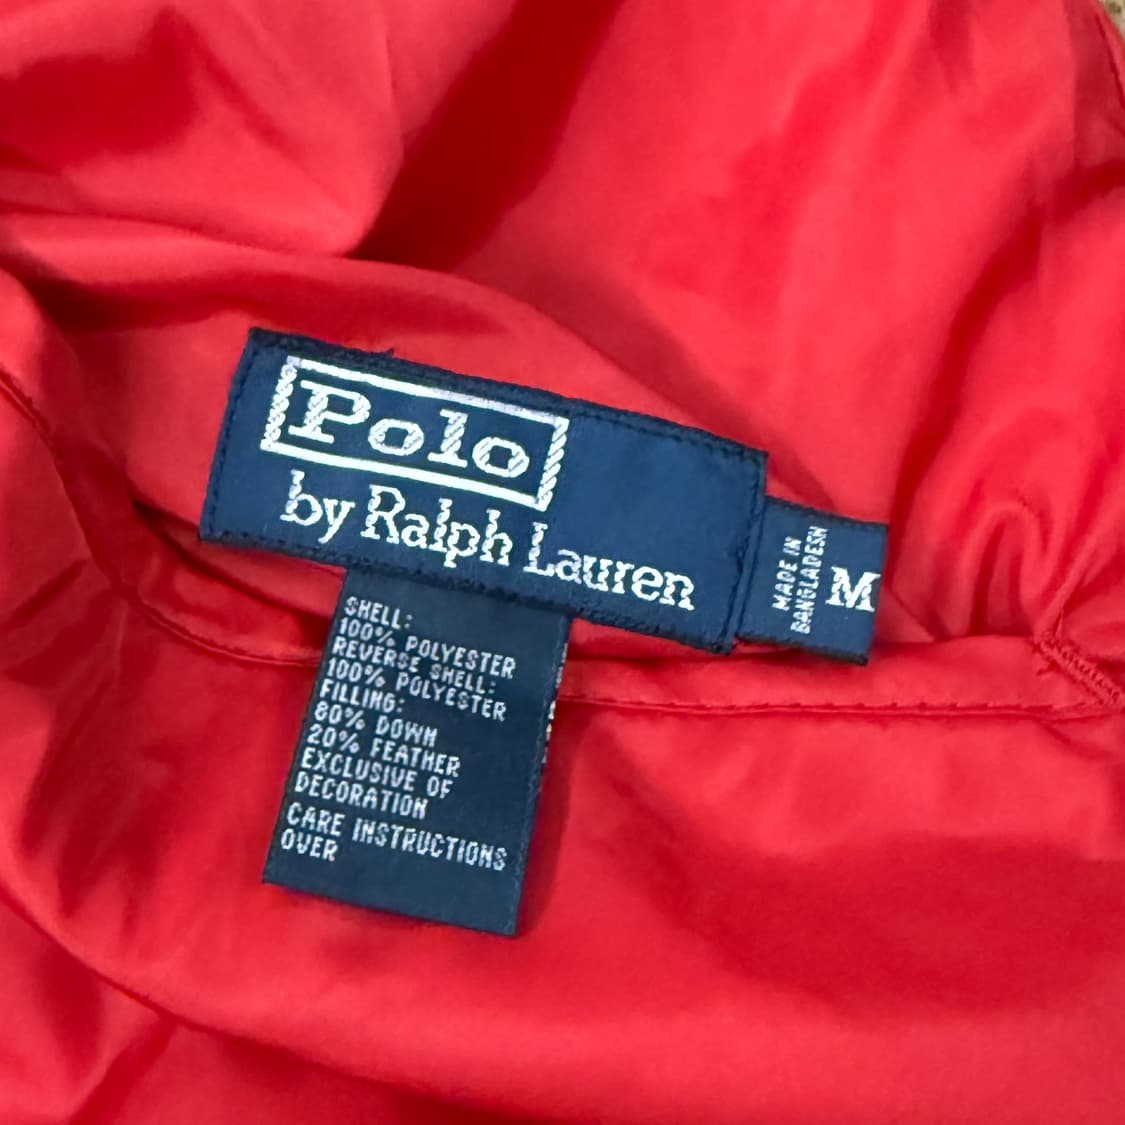 Polo
by Ralph Lauren
MADE IN
BANGLADESH
M
SHELL:
100% POLYESTER
REVERSE SHELL:
100% POLYESTER
FILLING:
80% DOWN
20% FEATHER
EXCLUSIVE OF
DECORATION
CARE INSTRUCTIONS
OVER